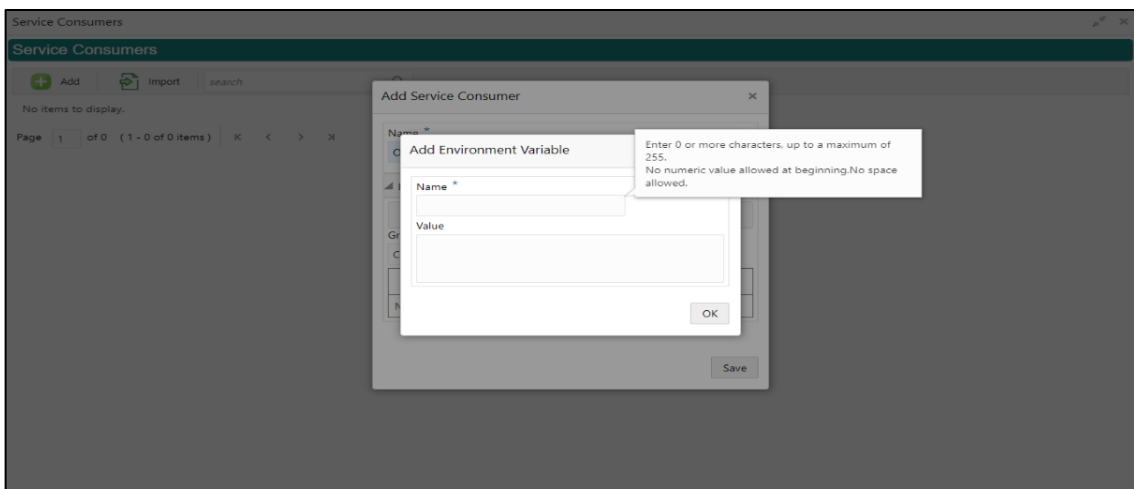 Service Consumers
Service Consumers
Add Import search
No items to display.
Page 1 of 0 (1 - 0 of 0 items)
Add Service Consumer
Name *
Add Environment Variable
Enter 0 or more characters, up to a maximum of
255.
No numeric value allowed at beginning.No space
allowed.
Name *
Value
Gr
OK
Save